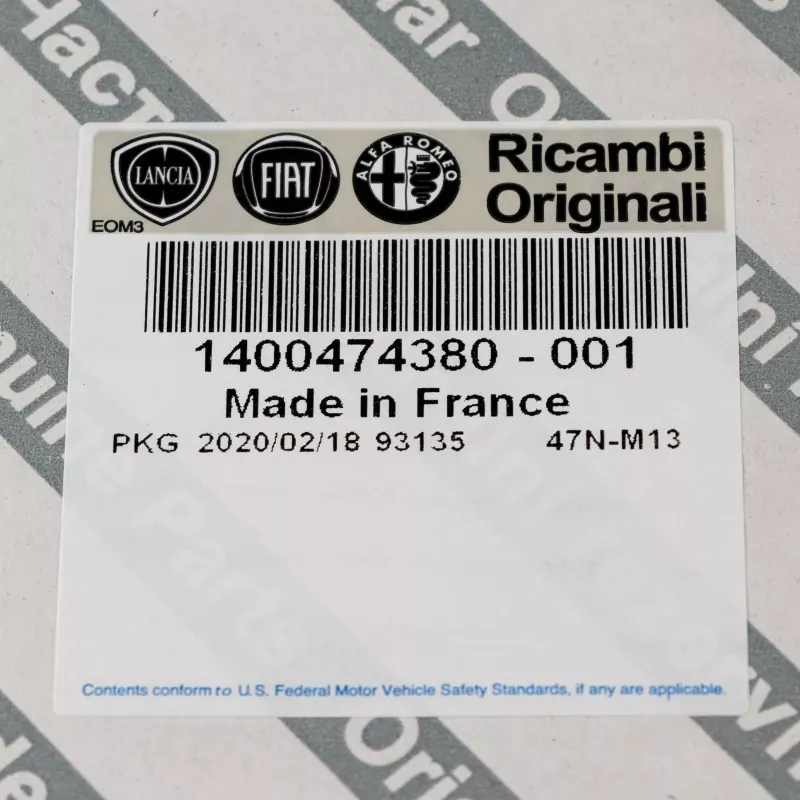 LANCIA
FIAT
ALFA ROMEO
Ricambi
Originali
EOM3
1400474380 - 001
Made in France
PKG 2020/02/18 93135 47N-M13
Contents conform to U.S. Federal Motor Vehicle Safety Standards, if any are applicable.
Parts